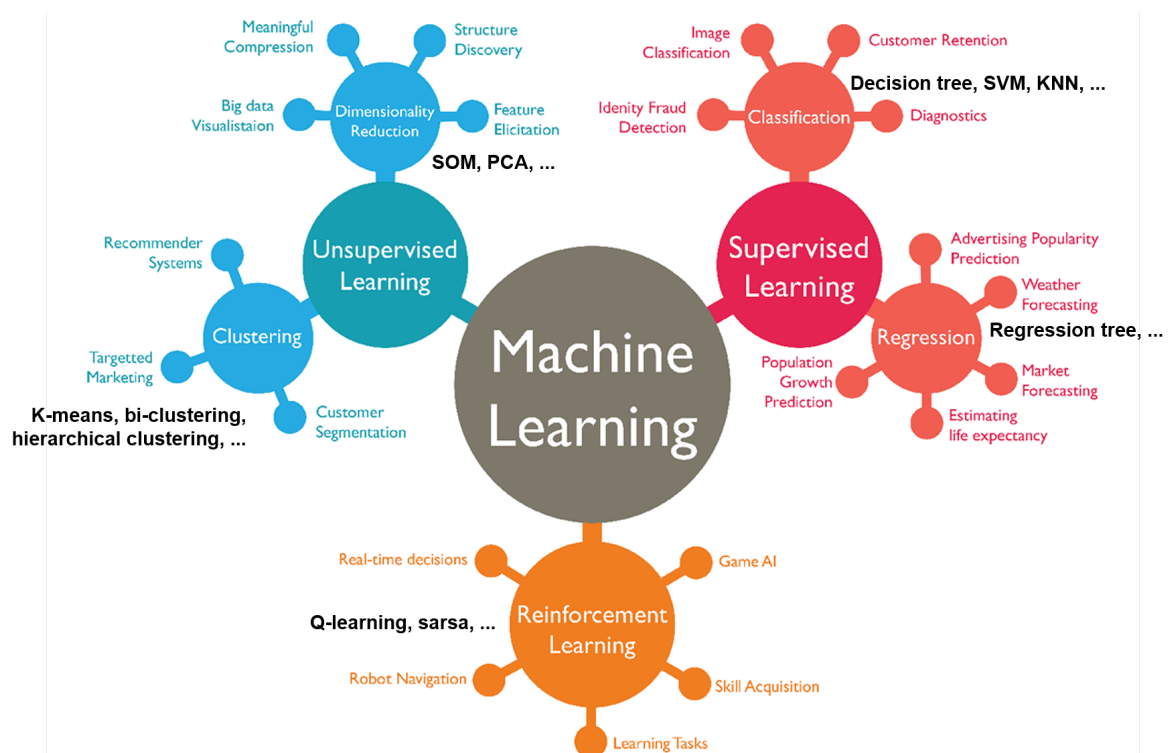 Meaningful
Compression
Structure
Discovery
Big data
Visualistaion
Dimensionality
Reduction
Feature
Elicitation
SOM, PCA, ...
Image
Classification
Customer Retention
Decision tree, SVM, KNN, ...
Idenity Fraud
Detection
Classification
Diagnostics
Unsupervised
Learning
Supervised
Learning
Recommender
Systems
Clustering
Targetted
Marketing
Customer
Segmentation
K-means, bi-clustering,
hierarchical clustering, ...
Advertising Popularity
Prediction
Weather
Forecasting
Regression
Regression tree, ...
Population
Growth
Prediction
Market
Forecasting
Estimating
life expectancy
Machine
Learning
Real-time decisions
Game AI
Q-learning, sarsa, ...
Reinforcement
Learning
Robot Navigation
Skill Acquisition
Learning Tasks